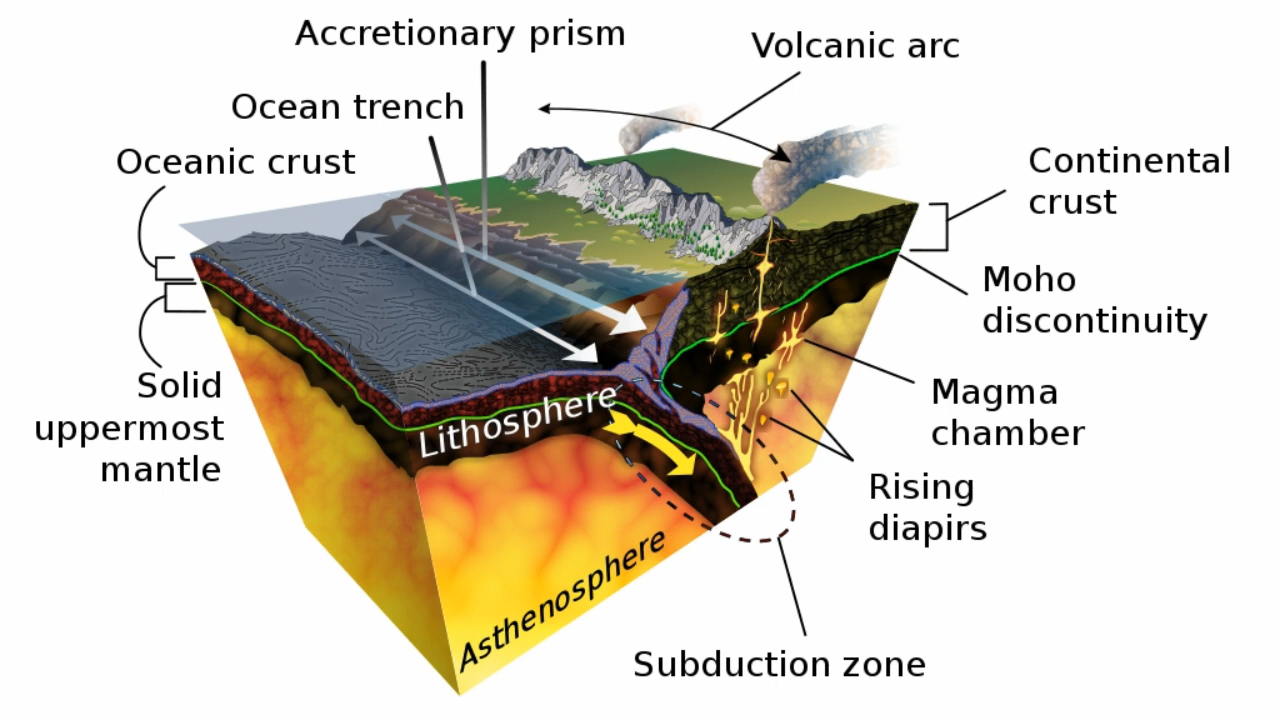 Accretionary prism
Volcanic arc
Ocean trench
Oceanic crust
Continental
crust
Moho
discontinuity
Solid
uppermost
mantle
Lithosphere
Magma
chamber
Rising
diapirs
Asthenosphere
Subduction zone